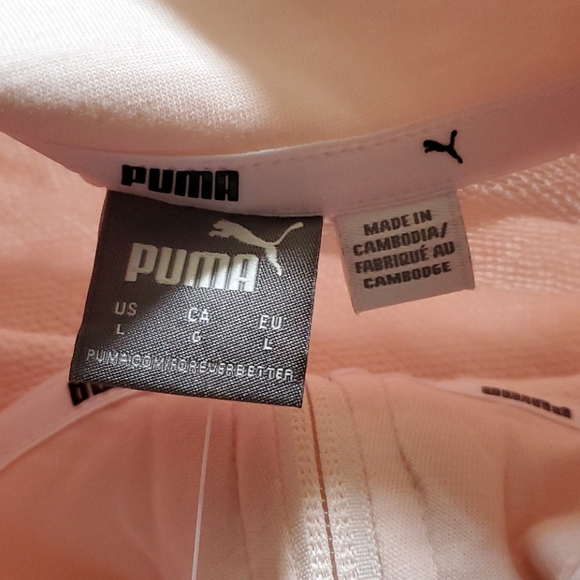 PUMA
PUMA
US CA EU
L G L
PUMA.COM/FOREVERBETTER
MADE IN
CAMBODIA/
FABRIQUÉ AU
CAMBODGE